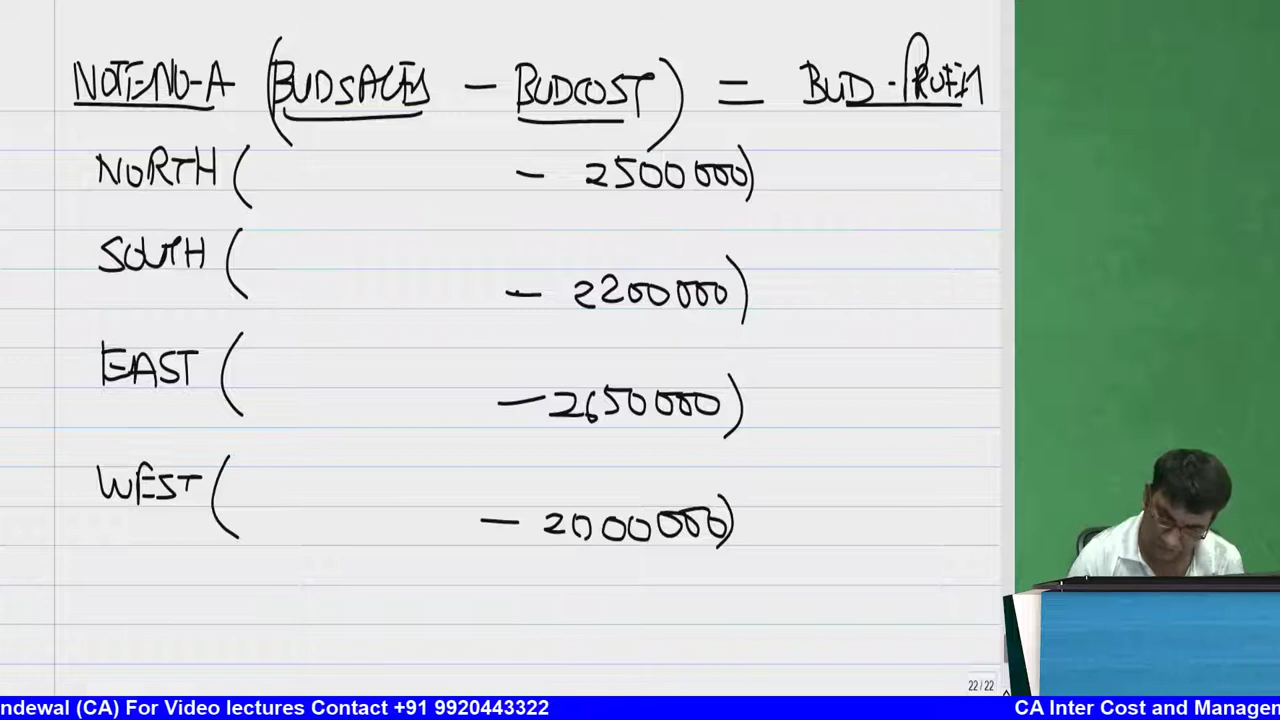 NOTE-NO-A (BUDSALES - BUDCOST) = BUD-PROFIT
NORTH ( - 2500000)
SOUTH ( - 2200000)
EAST ( - 2650000)
WEST ( - 2000000)
22/22
ndewal (CA) For Video lectures Contact +91 9920443322
CA Inter Cost and Managen